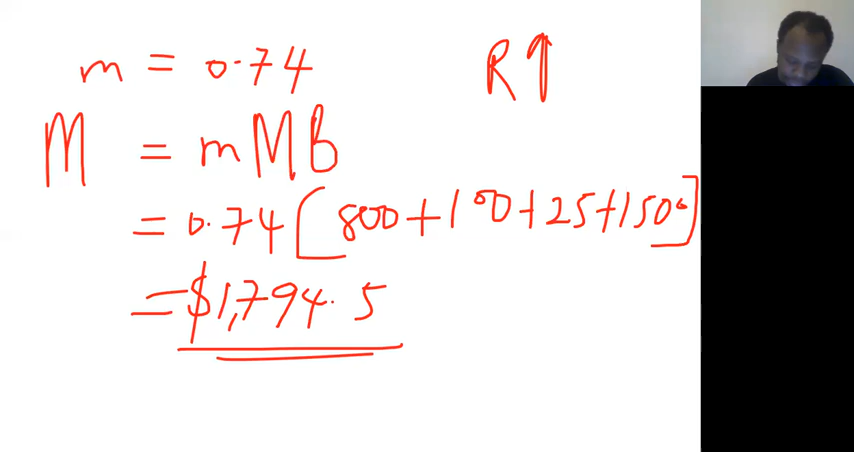 m = 0.74
R↑
M = mMb
= 0.74[800+100+25+1500]
= $1,794.5